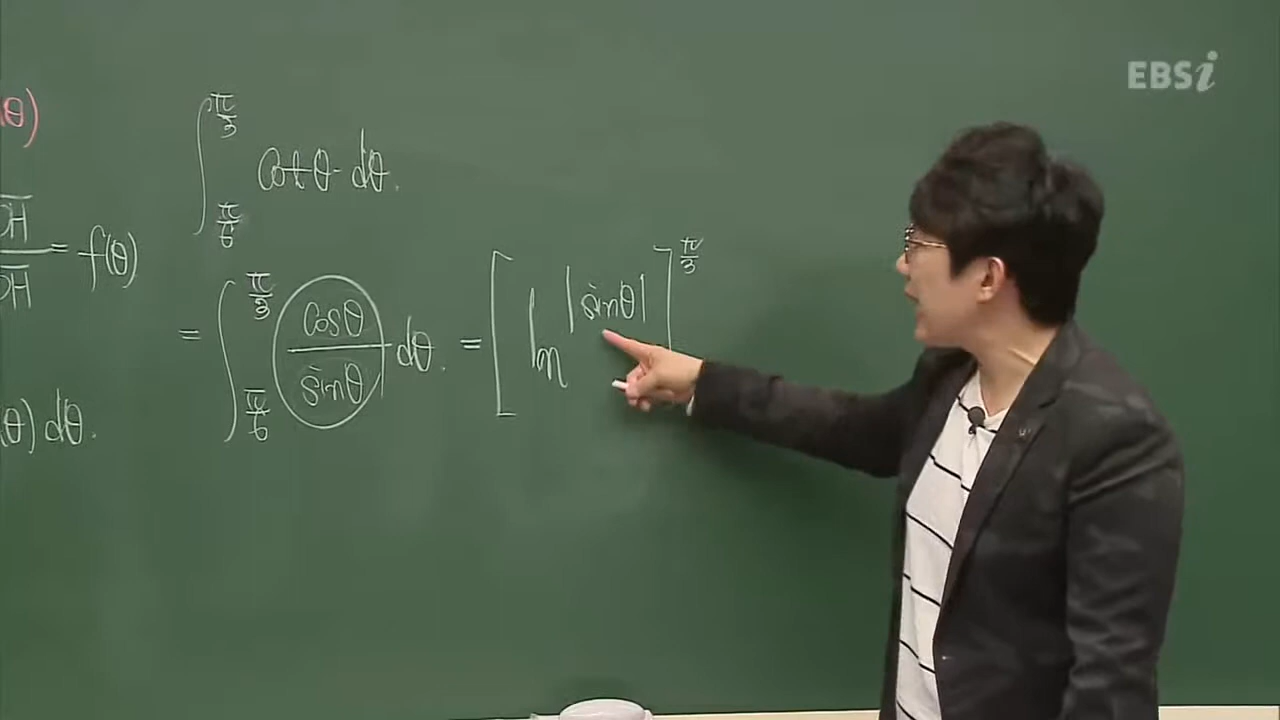 EBSi
θ)
OH/OH = f(θ)
(θ)dθ.
∫_{π/6}^{π/3} cotθ dθ.
= ∫_{π/6}^{π/3} cosθ/sinθ dθ. = [ln|sinθ|]^{π/3}